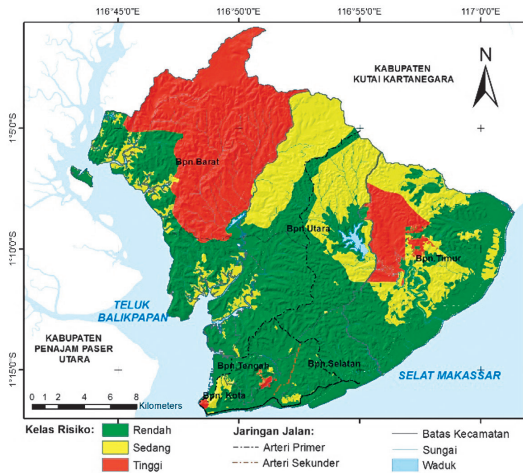 116°45'0"E 116°50'0"E 116°55'0"E 117°0'0"E
KABUPATEN
KUTAI KARTANEGARA
N
1°5'0"S
Bpn.Barat
1°10'0"S
Bpn.Utara
Bpn.Timur
TELUK
BALIKPAPAN
KABUPATEN
PENAJAM PASER
UTARA
1°15'0"S
Bpn.Tengah
Bpn.Selatan
Bpn. Kota
SELAT MAKASSAR
0 1 2 4 6 8
Kilometers
Kelas Risiko:
Rendah
Sedang
Tinggi
Jaringan Jalan:
Arteri Primer
Arteri Sekunder
Batas Kecamatan
Sungai
Waduk